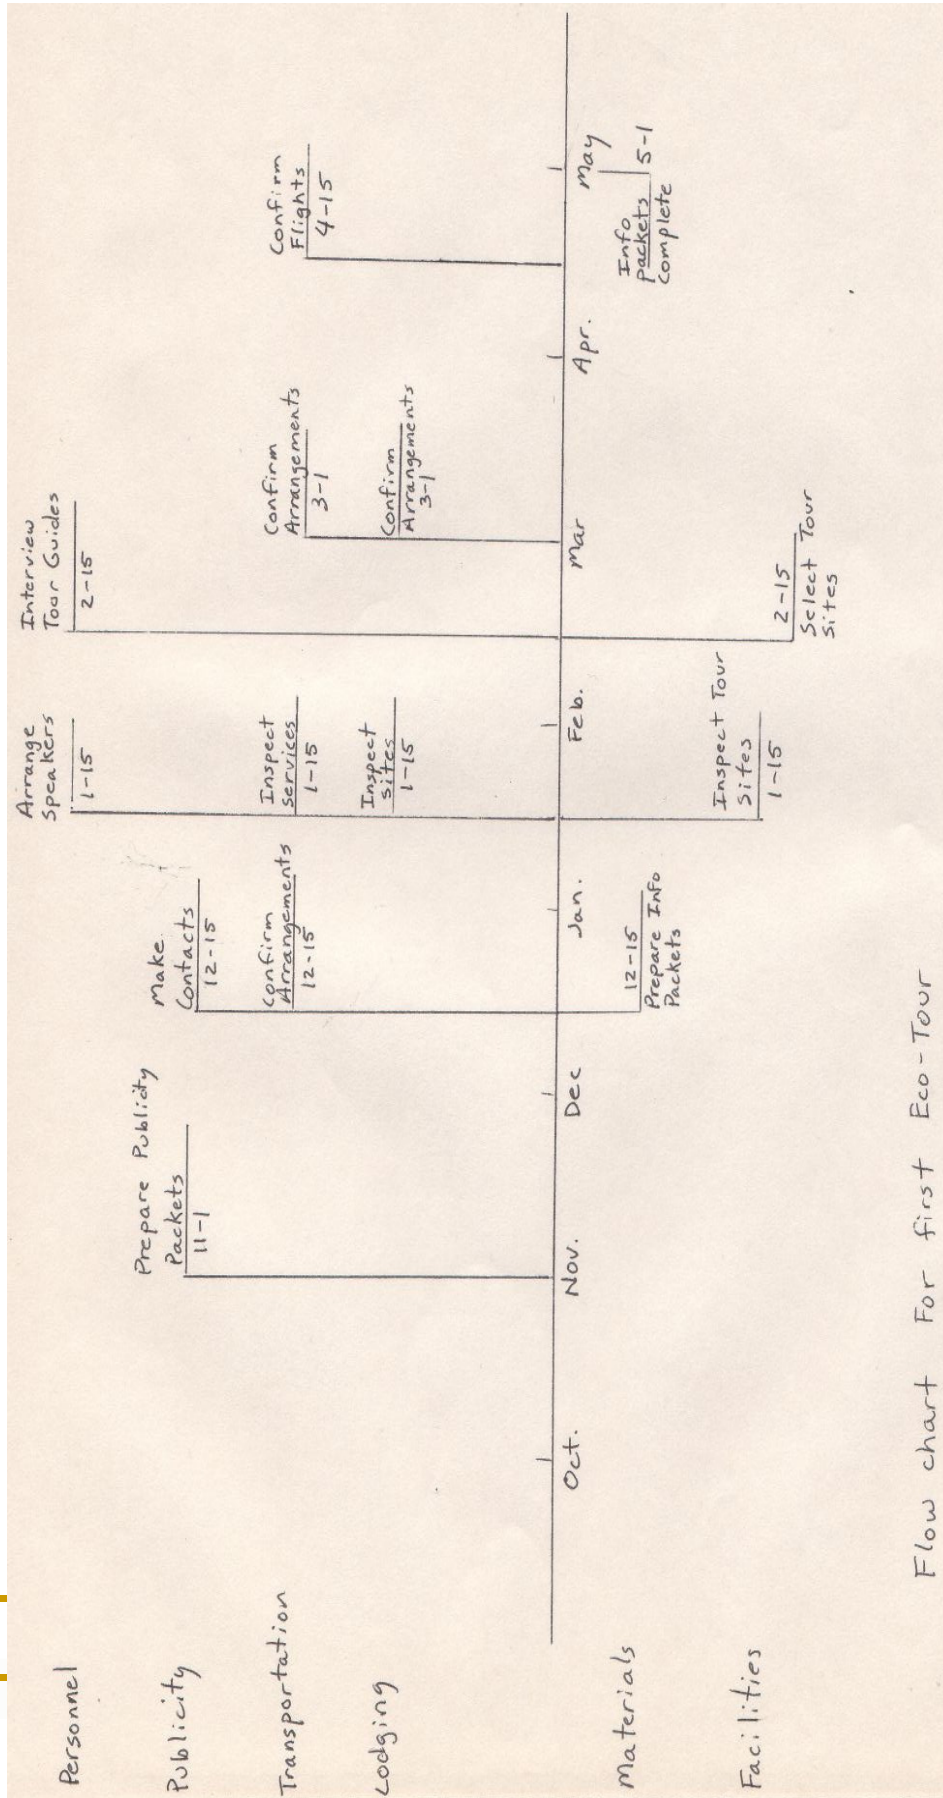 Personnel
Interview
Tour Guides
2-15
Arrange
Speakers
1-15
Publicity
Prepare Publicity
Packets
11-1
Make
Contacts
12-15
Transportation
Confirm
Arrangements
12-15
Inspect
services
1-15
Confirm
Arrangements
3-1
Confirm
Flights
4-15
Lodging
Inspect
sites
1-15
Confirm
Arrangements
3-1
Oct.
Nov.
Dec
Jan.
Feb.
Mar
Apr.
May
Materials
12-15
Prepare Info
Packets
Info
packets
Complete
5-1
Facilities
Inspect Tour
Sites
1-15
2-15
Select Tour
Sites
Flow chart For first Eco-Tour